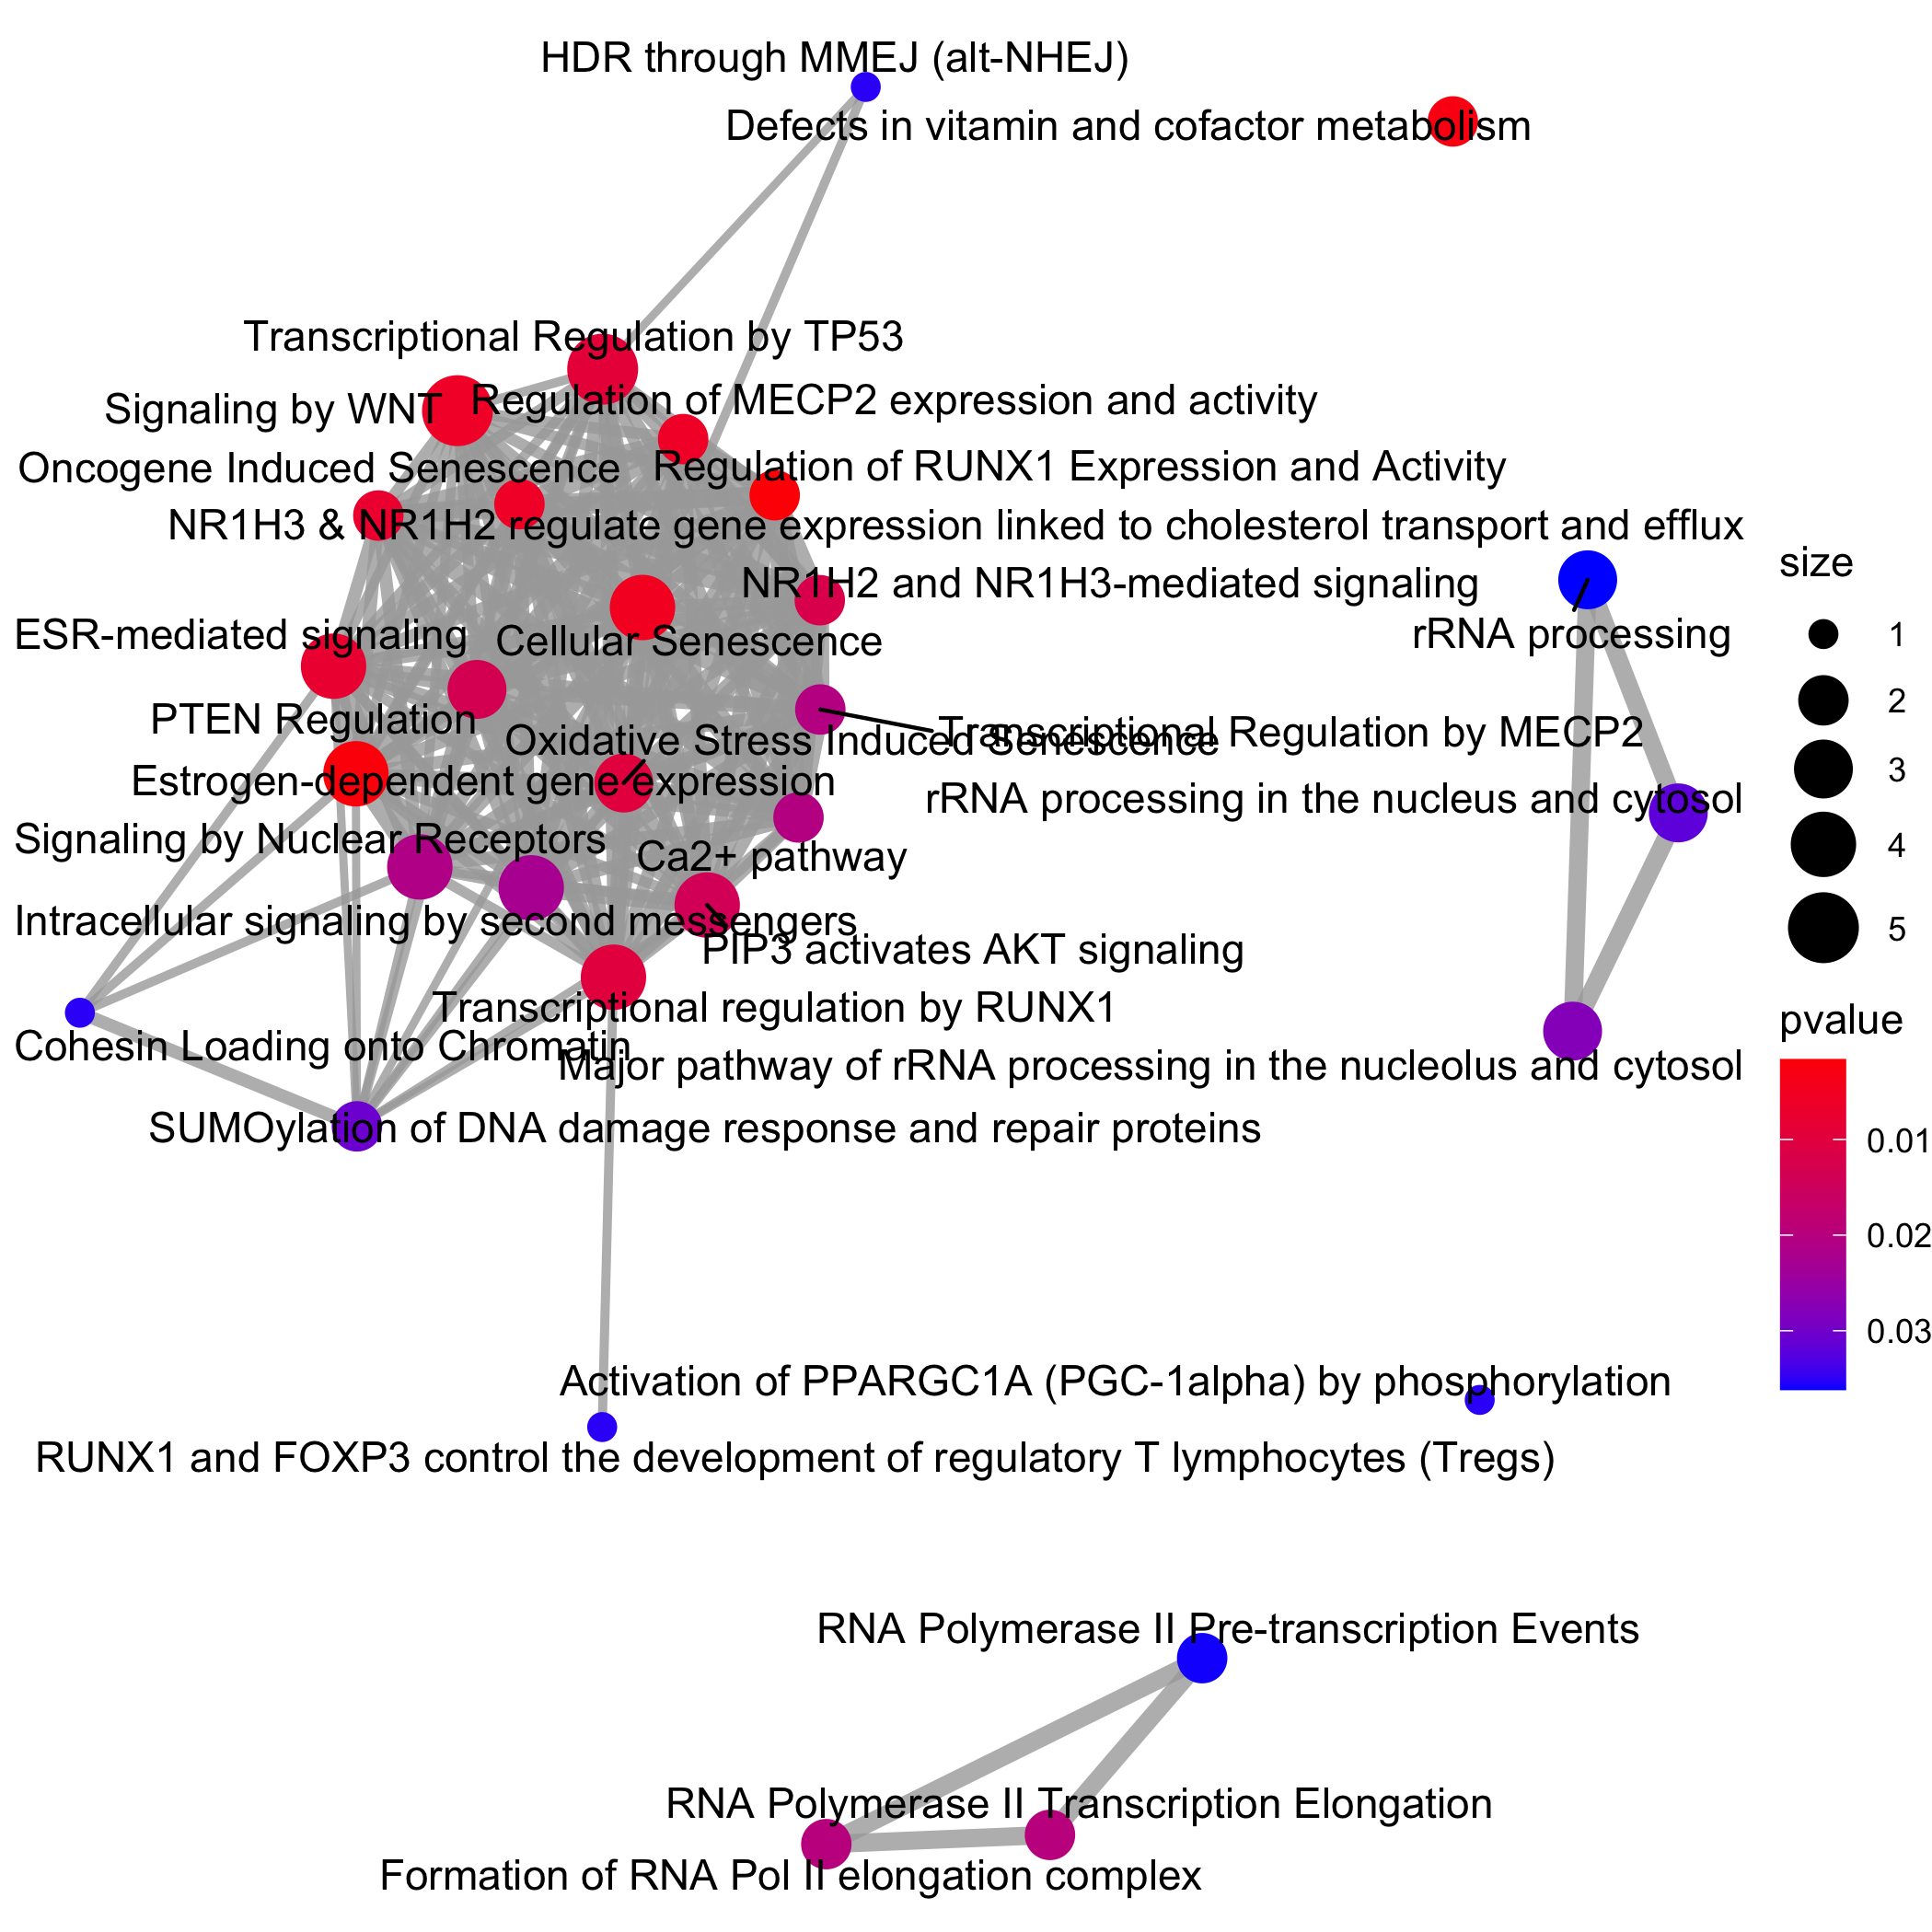 HDR through MMEJ (alt-NHEJ)
Defects in vitamin and cofactor metabolism
Transcriptional Regulation by TP53
Regulation of MECP2 expression and activity
Signaling by WNT
Oncogene Induced Senescence
Regulation of RUNX1 Expression and Activity
NR1H3 & NR1H2 regulate gene expression linked to cholesterol transport and efflux
NR1H2 and NR1H3-mediated signaling
rRNA processing
ESR-mediated signaling
Cellular Senescence
PTEN Regulation
Transcriptional Regulation by MECP2
Oxidative Stress Induced Senescence
Estrogen-dependent gene expression
rRNA processing in the nucleus and cytosol
Signaling by Nuclear Receptors
Ca2+ pathway
Intracellular signaling by second messengers
PIP3 activates AKT signaling
Transcriptional regulation by RUNX1
Cohesin Loading onto Chromatin
Major pathway of rRNA processing in the nucleolus and cytosol
SUMOylation of DNA damage response and repair proteins
Activation of PPARGC1A (PGC-1alpha) by phosphorylation
RUNX1 and FOXP3 control the development of regulatory T lymphocytes (Tregs)
RNA Polymerase II Pre-transcription Events
RNA Polymerase II Transcription Elongation
Formation of RNA Pol II elongation complex
size
1
2
3
4
5
pvalue
0.01
0.02
0.03